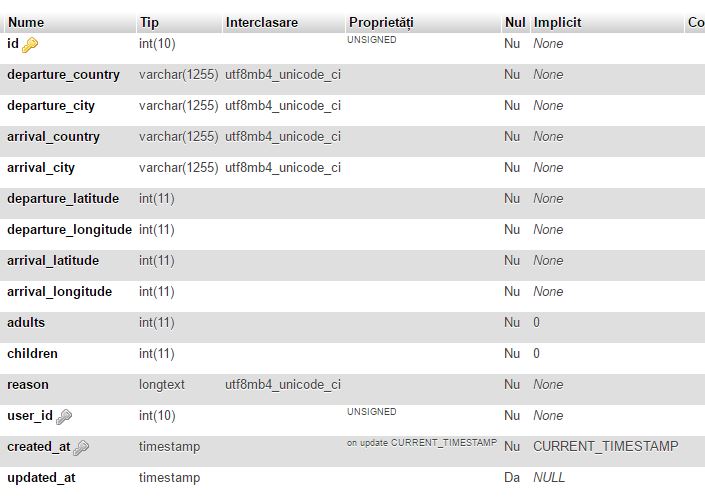 Nume Tip Interclasare Proprietăți Nul Implicit Co
id int(10) UNSIGNED Nu None
departure_country varchar(1255) utf8mb4_unicode_ci Nu None
departure_city varchar(1255) utf8mb4_unicode_ci Nu None
arrival_country varchar(1255) utf8mb4_unicode_ci Nu None
arrival_city varchar(1255) utf8mb4_unicode_ci Nu None
departure_latitude int(11) Nu None
departure_longitude int(11) Nu None
arrival_latitude int(11) Nu None
arrival_longitude int(11) Nu None
adults int(11) Nu 0
children int(11) Nu 0
reason longtext utf8mb4_unicode_ci Nu None
user_id int(10) UNSIGNED Nu None
created_at timestamp on update CURRENT_TIMESTAMP Nu CURRENT_TIMESTAMP
updated_at timestamp Da NULL